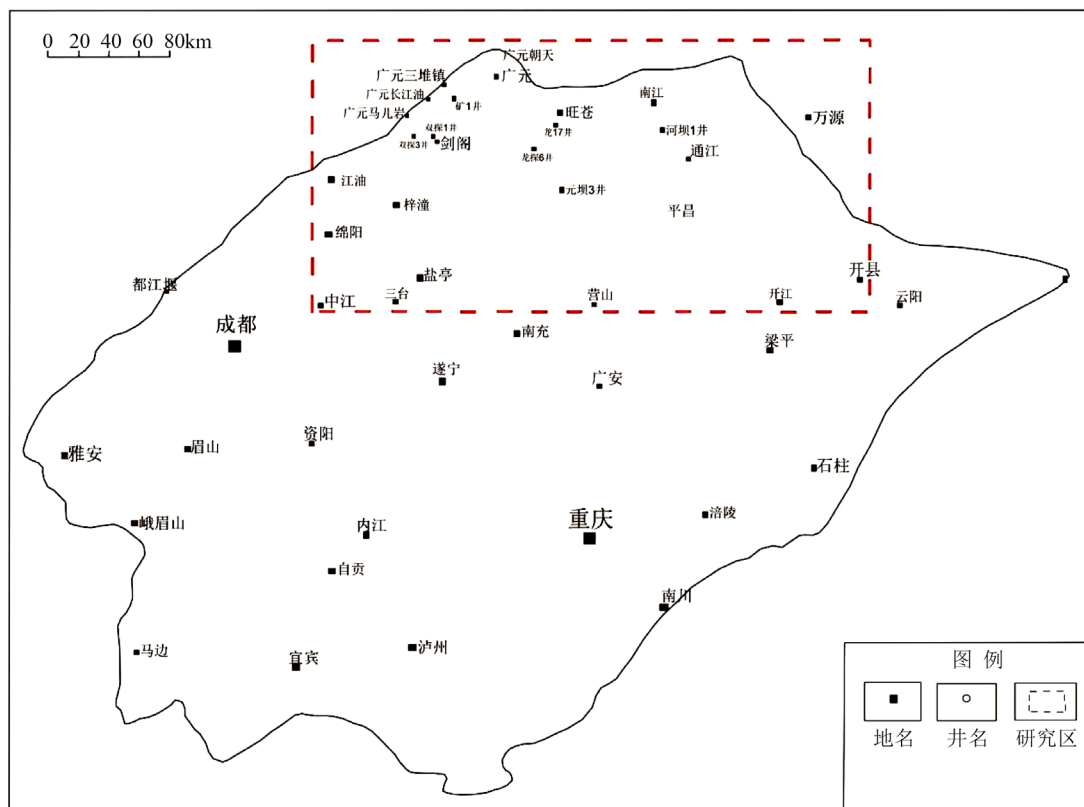 0 20 40 60 80km
广元朝天
广元
广元三堆镇
广元长江油
矿1井
广元马儿岩
双探1井
双探3井
剑阁
旺苍
龙17井
龙探6井
南江
河坝1井
通江
万源
江油
梓潼
元坝3井
平昌
绵阳
盐亭
都江堰
中江
三台
营山
开江
开县
云阳
成都
南充
梁平
遂宁
广安
资阳
雅安
眉山
石柱
峨眉山
内江
重庆
涪陵
自贡
南川
马边
宜宾
泸州
图 例
地名
井名
研究区